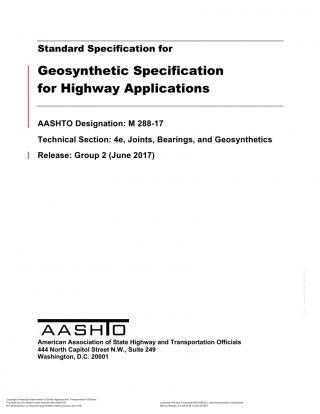 Standard Specification for
Geosynthetic Specification
for Highway Applications
AASHTO Designation: M 288-17
Technical Section: 4e, Joints, Bearings, and Geosynthetics
Release: Group 2 (June 2017)
AASHTO
American Association of State Highway and Transportation Officials
444 North Capitol Street N.W., Suite 249
Washington, D.C. 20001